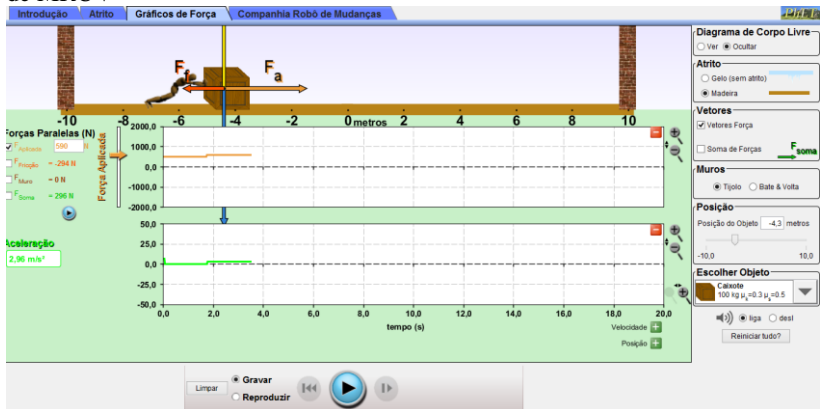 Introdução Atrito Gráficos de Força Companhia Robô de Mudanças
F_f F_a
-10 -8 -6 -4 -2 0 metros 2 4 6 8 10
Forças Paralelas (N)
F Aplicada 590 N
F Fricção = -294 N
F Muro = 0 N
F Soma = 296 N
Força Aplicada
2000,0
1000,0
0,0
-1000,0
-2000,0
Aceleração
2,96 m/s²
50,0
25,0
0,0
-25,0
-50,0
0,0 2,0 4,0 6,0 8,0 10,0 12,0 14,0 16,0 18,0 20,0
tempo (s)
Velocidade
Posição
Diagrama de Corpo Livre
Ver Ocultar
Atrito
Gelo (sem atrito)
Madeira
Vetores
Vetores Força
Soma de Forças F soma
Muros
Tijolo Bate & Volta
Posição
Posição do Objeto -4,3 metros
-10,0 10,0
Escolher Objeto
Caixote
100 kg
liga desl
Reiniciar tudo?
Limpar
Gravar
Reproduzir